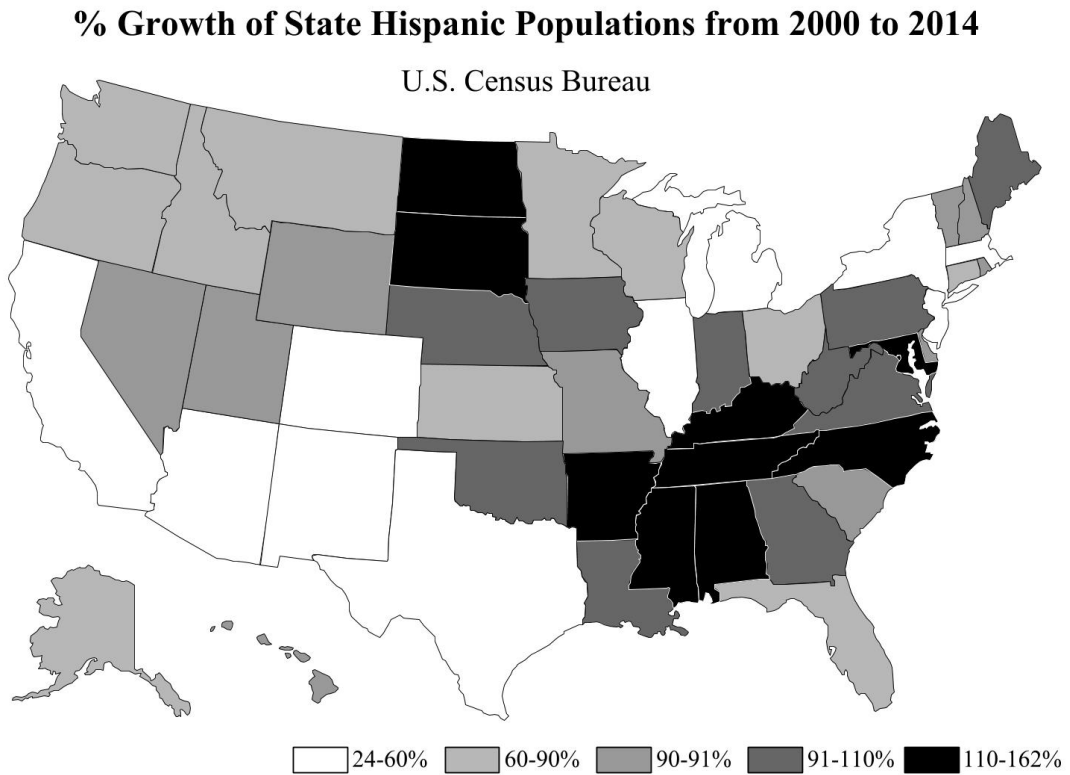 % Growth of State Hispanic Populations from 2000 to 2014
U.S. Census Bureau
24-60% 60-90% 90-91% 91-110% 110-162%